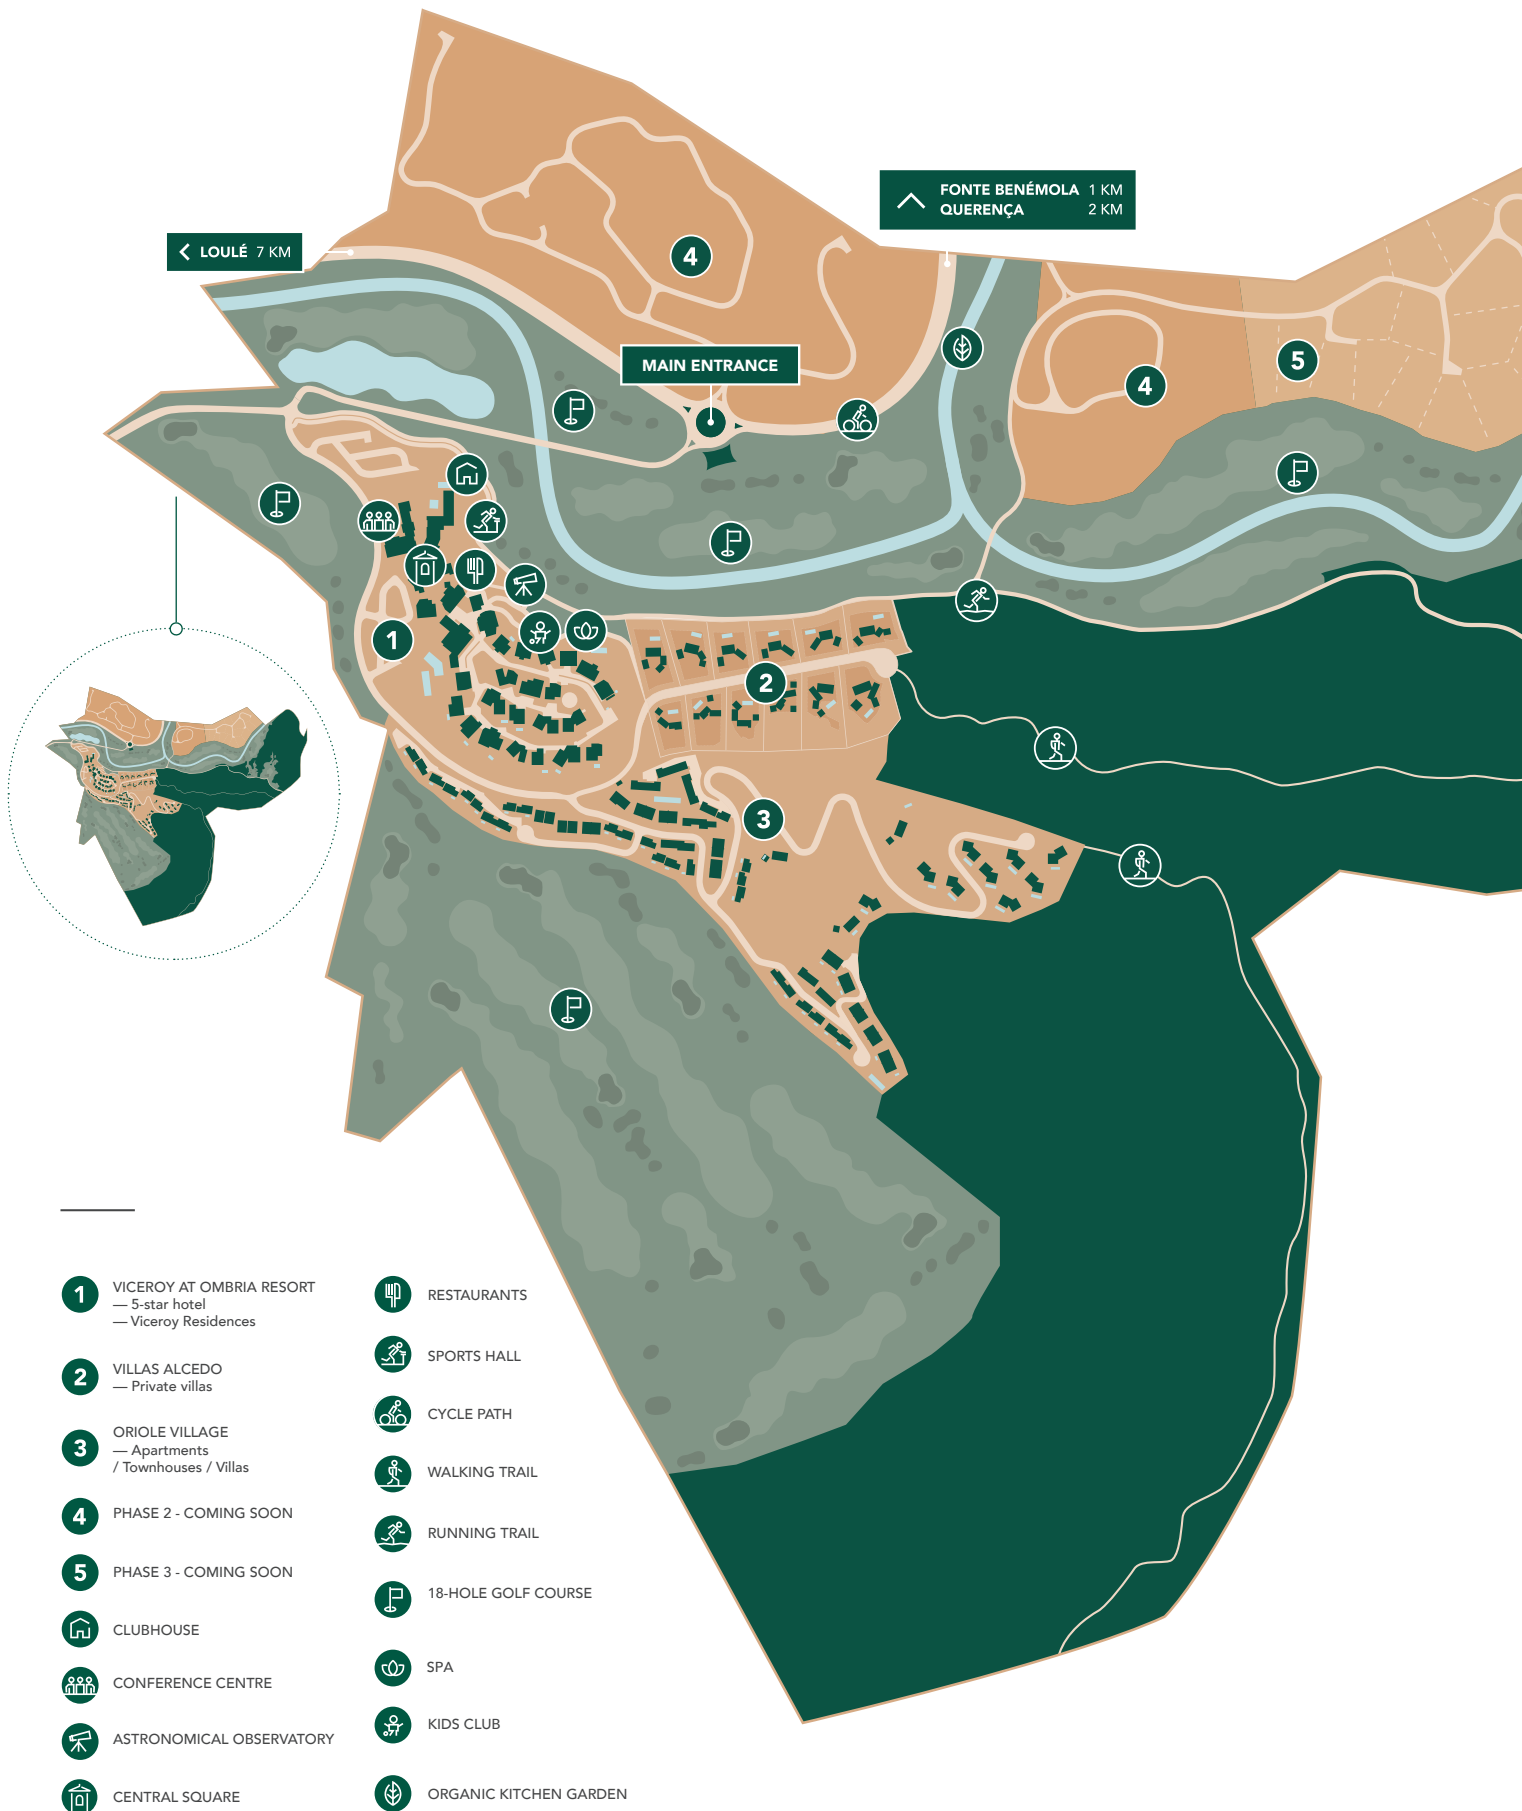 FONTE BENÉMOLA 1 KM
QUERENÇA 2 KM
LOULÉ 7 KM
4
MAIN ENTRANCE
5
4
1
2
3
1 VICEROY AT OMBRIA RESORT
— 5-star hotel
— Viceroy Residences
2 VILLAS ALCEDO
— Private villas
3 ORIOLE VILLAGE
— Apartments
/ Townhouses / Villas
4 PHASE 2 - COMING SOON
5 PHASE 3 - COMING SOON
CLUBHOUSE
CONFERENCE CENTRE
ASTRONOMICAL OBSERVATORY
CENTRAL SQUARE
RESTAURANTS
SPORTS HALL
CYCLE PATH
WALKING TRAIL
RUNNING TRAIL
18-HOLE GOLF COURSE
SPA
KIDS CLUB
ORGANIC KITCHEN GARDEN